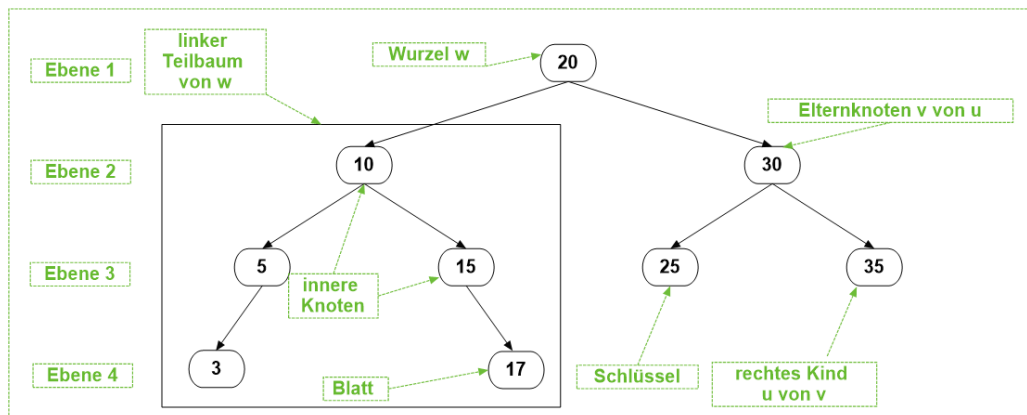 linker
Teilbaum
von w
Wurzel w
20
Ebene 1
Elternknoten v von u
Ebene 2
10
30
Ebene 3
5
innere
Knoten
15
25
35
Ebene 4
3
Blatt
17
Schlüssel
rechtes Kind
u von v